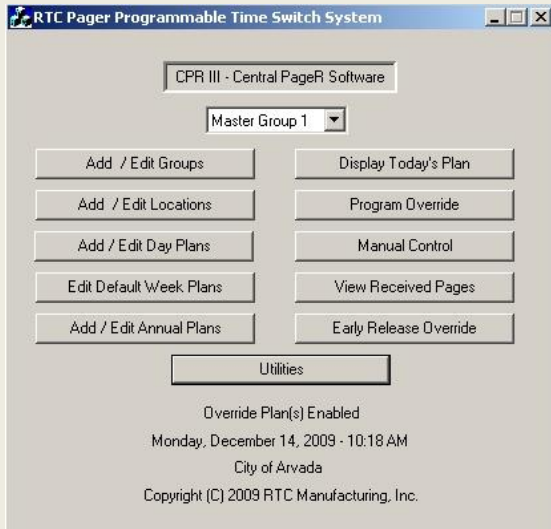 RTC Pager Programmable Time Switch System
CPR III - Central PageR Software
Master Group 1
Add / Edit Groups
Display Today's Plan
Add / Edit Locations
Program Override
Add / Edit Day Plans
Manual Control
Edit Default Week Plans
View Received Pages
Add / Edit Annual Plans
Early Release Override
Utilities
Override Plan(s) Enabled
Monday, December 14, 2009 - 10:18 AM
City of Arvada
Copyright (C) 2009 RTC Manufacturing, Inc.